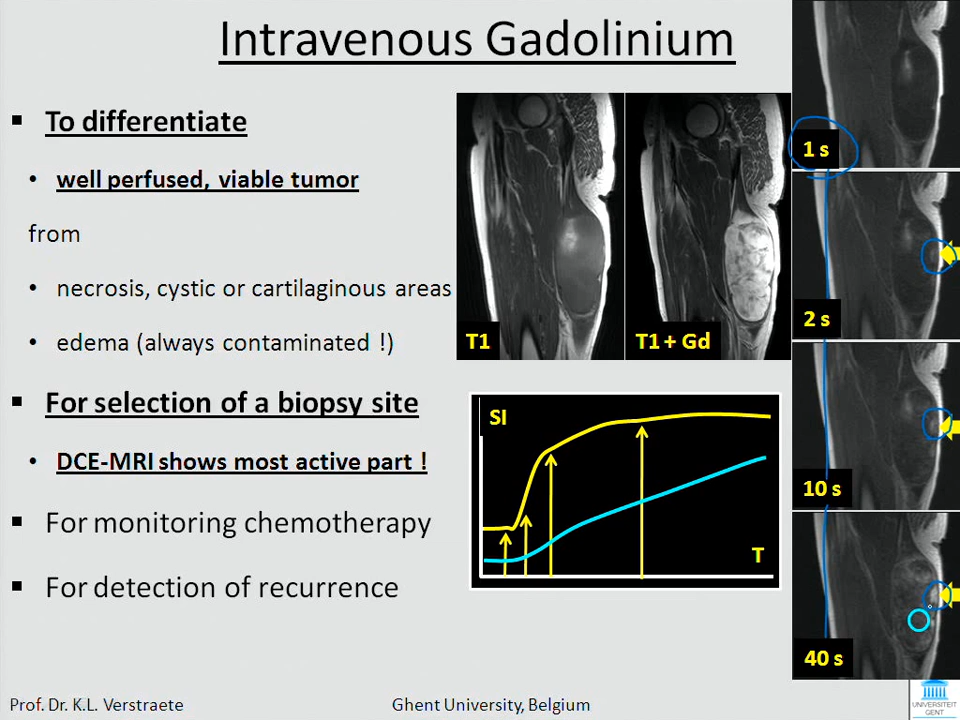 Intravenous Gadolinium
▪ To differentiate
• well perfused, viable tumor
from
• necrosis, cystic or cartilaginous areas
• edema (always contaminated !)
▪ For selection of a biopsy site
• DCE-MRI shows most active part !
▪ For monitoring chemotherapy
▪ For detection of recurrence
T1
T1 + Gd
SI
T
1 s
2 s
10 s
40 s
Prof. Dr. K.L. Verstraete
Ghent University, Belgium
UNIVERSITEIT
GENT